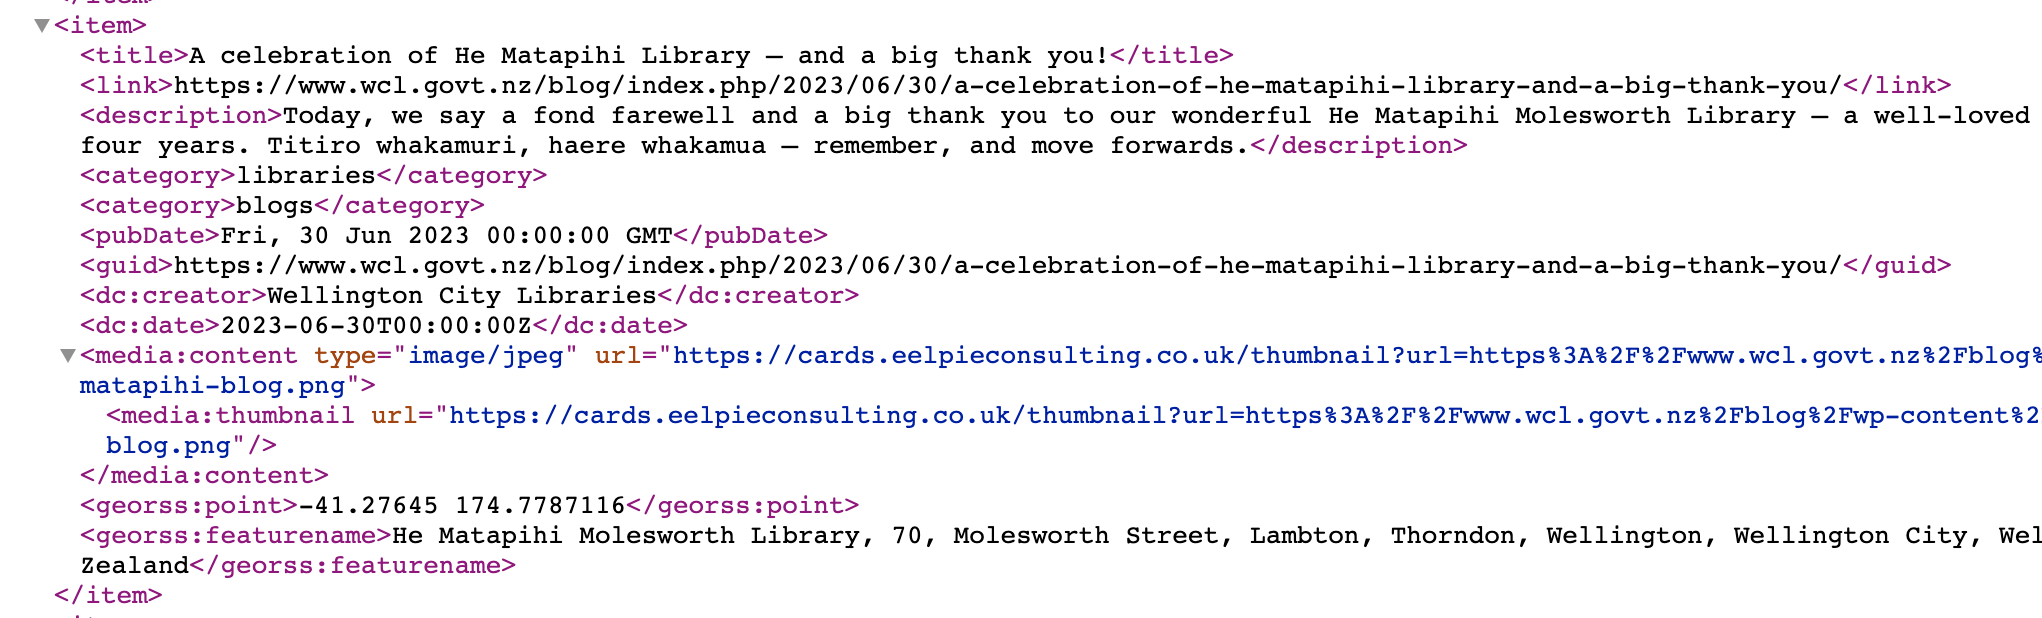 <item>
<title>A celebration of He Matapihi Library – and a big thank you!</title>
<link>https://www.wcl.govt.nz/blog/index.php/2023/06/30/a-celebration-of-he-matapihi-library-and-a-big-thank-you/</link>
<description>Today, we say a fond farewell and a big thank you to our wonderful He Matapihi Molesworth Library – a well-loved
four years. Titiro whakamuri, haere whakamua – remember, and move forwards.</description>
<category>libraries</category>
<category>blogs</category>
<pubDate>Fri, 30 Jun 2023 00:00:00 GMT</pubDate>
<guid>https://www.wcl.govt.nz/blog/index.php/2023/06/30/a-celebration-of-he-matapihi-library-and-a-big-thank-you/</guid>
<dc:creator>Wellington City Libraries</dc:creator>
<dc:date>2023-06-30T00:00:00Z</dc:date>
<media:content type="image/jpeg" url="https://cards.eelpieconsulting.co.uk/thumbnail?url=https%3A%2F%2Fwww.wcl.govt.nz%2Fblog%
matapihi-blog.png">
<media:thumbnail url="https://cards.eelpieconsulting.co.uk/thumbnail?url=https%3A%2F%2Fwww.wcl.govt.nz%2Fblog%2Fwp-content%2
blog.png"/>
</media:content>
<georss:point>-41.27645 174.7787116</georss:point>
<georss:featurename>He Matapihi Molesworth Library, 70, Molesworth Street, Lambton, Thorndon, Wellington, Wellington City, Wel
Zealand</georss:featurename>
</item>